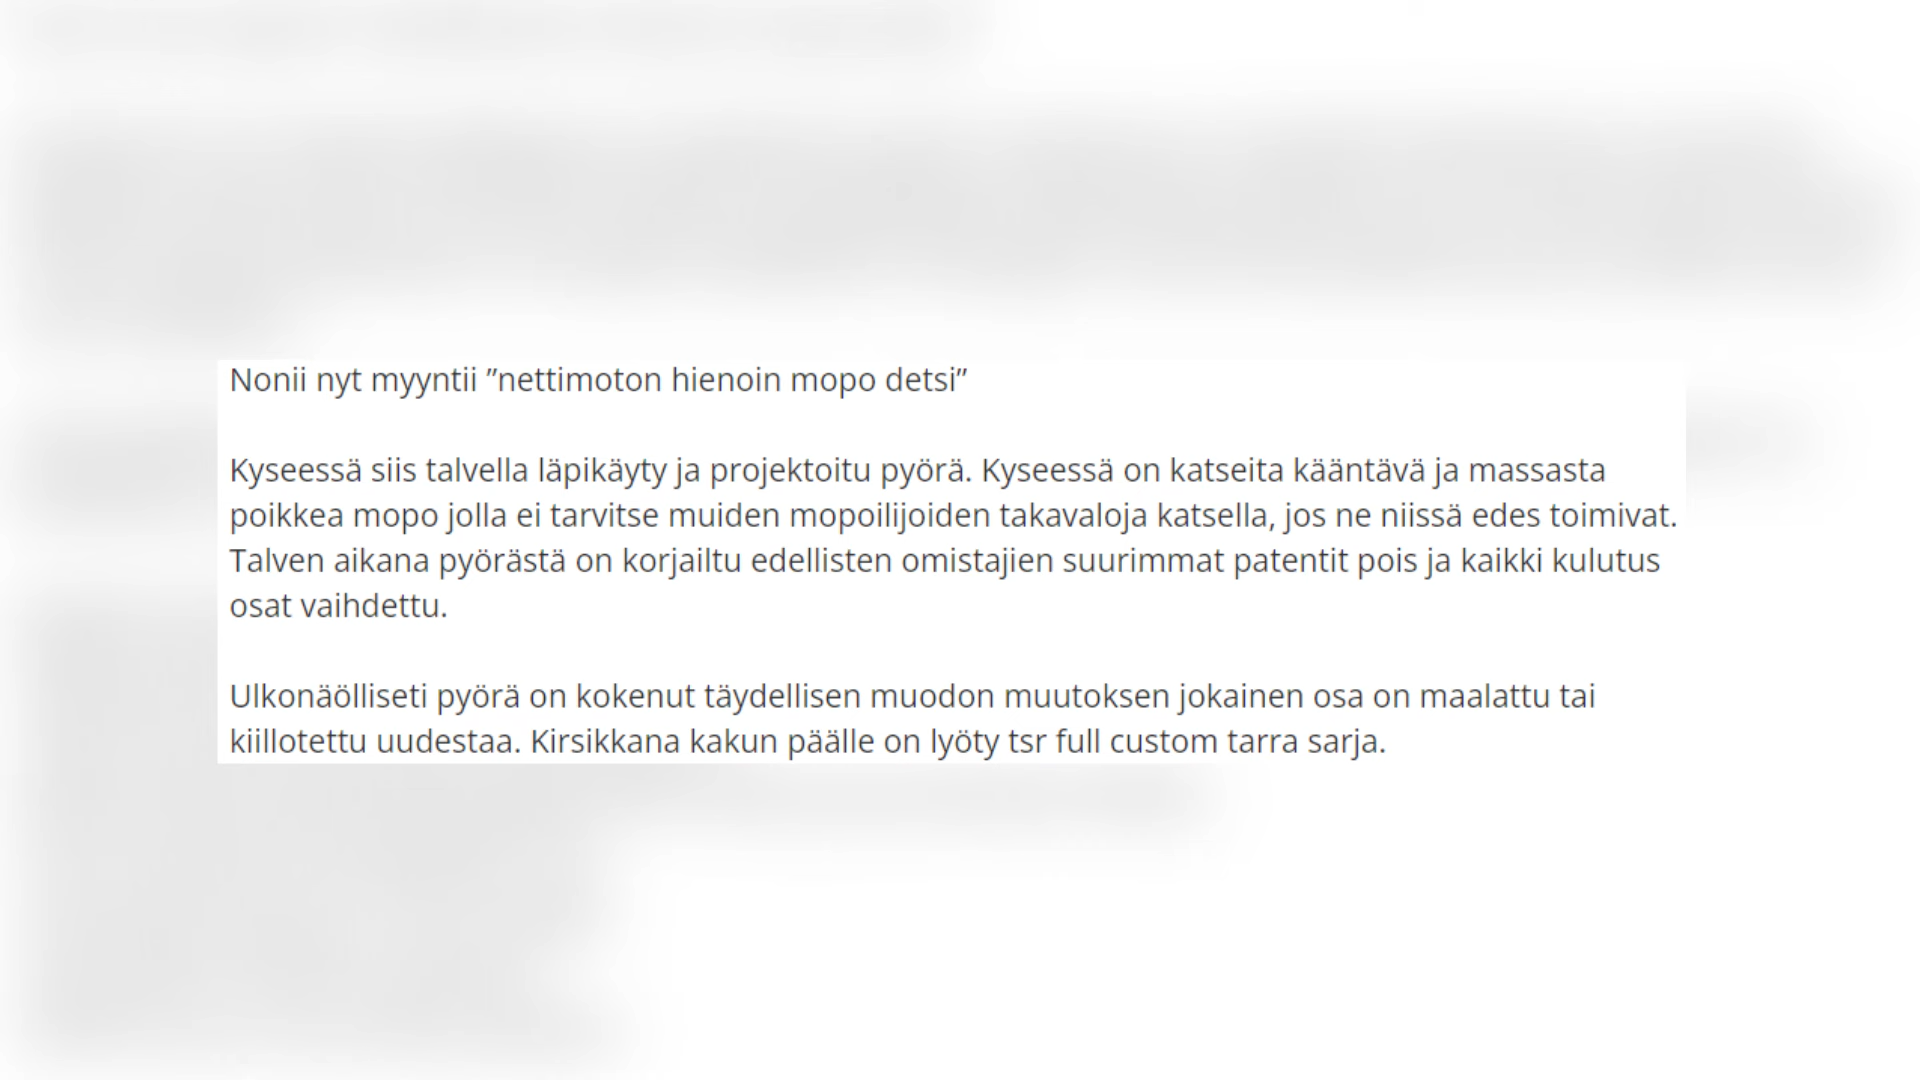 Nonii nyt myyntii ”nettimoton hienoin mopo detsi”
Kyseessä siis talvella läpikäyty ja projektoitu pyörä. Kyseessä on katseita kääntävä ja massasta
poikkea mopo jolla ei tarvitse muiden mopoilijoiden takavaloja katsella, jos ne niissä edes toimivat.
Talven aikana pyörästä on korjailtu edellisten omistajien suurimmat patentit pois ja kaikki kulutus
osat vaihdettu.
Ulkonäölliseti pyörä on kokenut täydellisen muodon muutoksen jokainen osa on maalattu tai
kiillotettu uudestaa. Kirsikkana kakun päälle on lyöty tsr full custom tarra sarja.